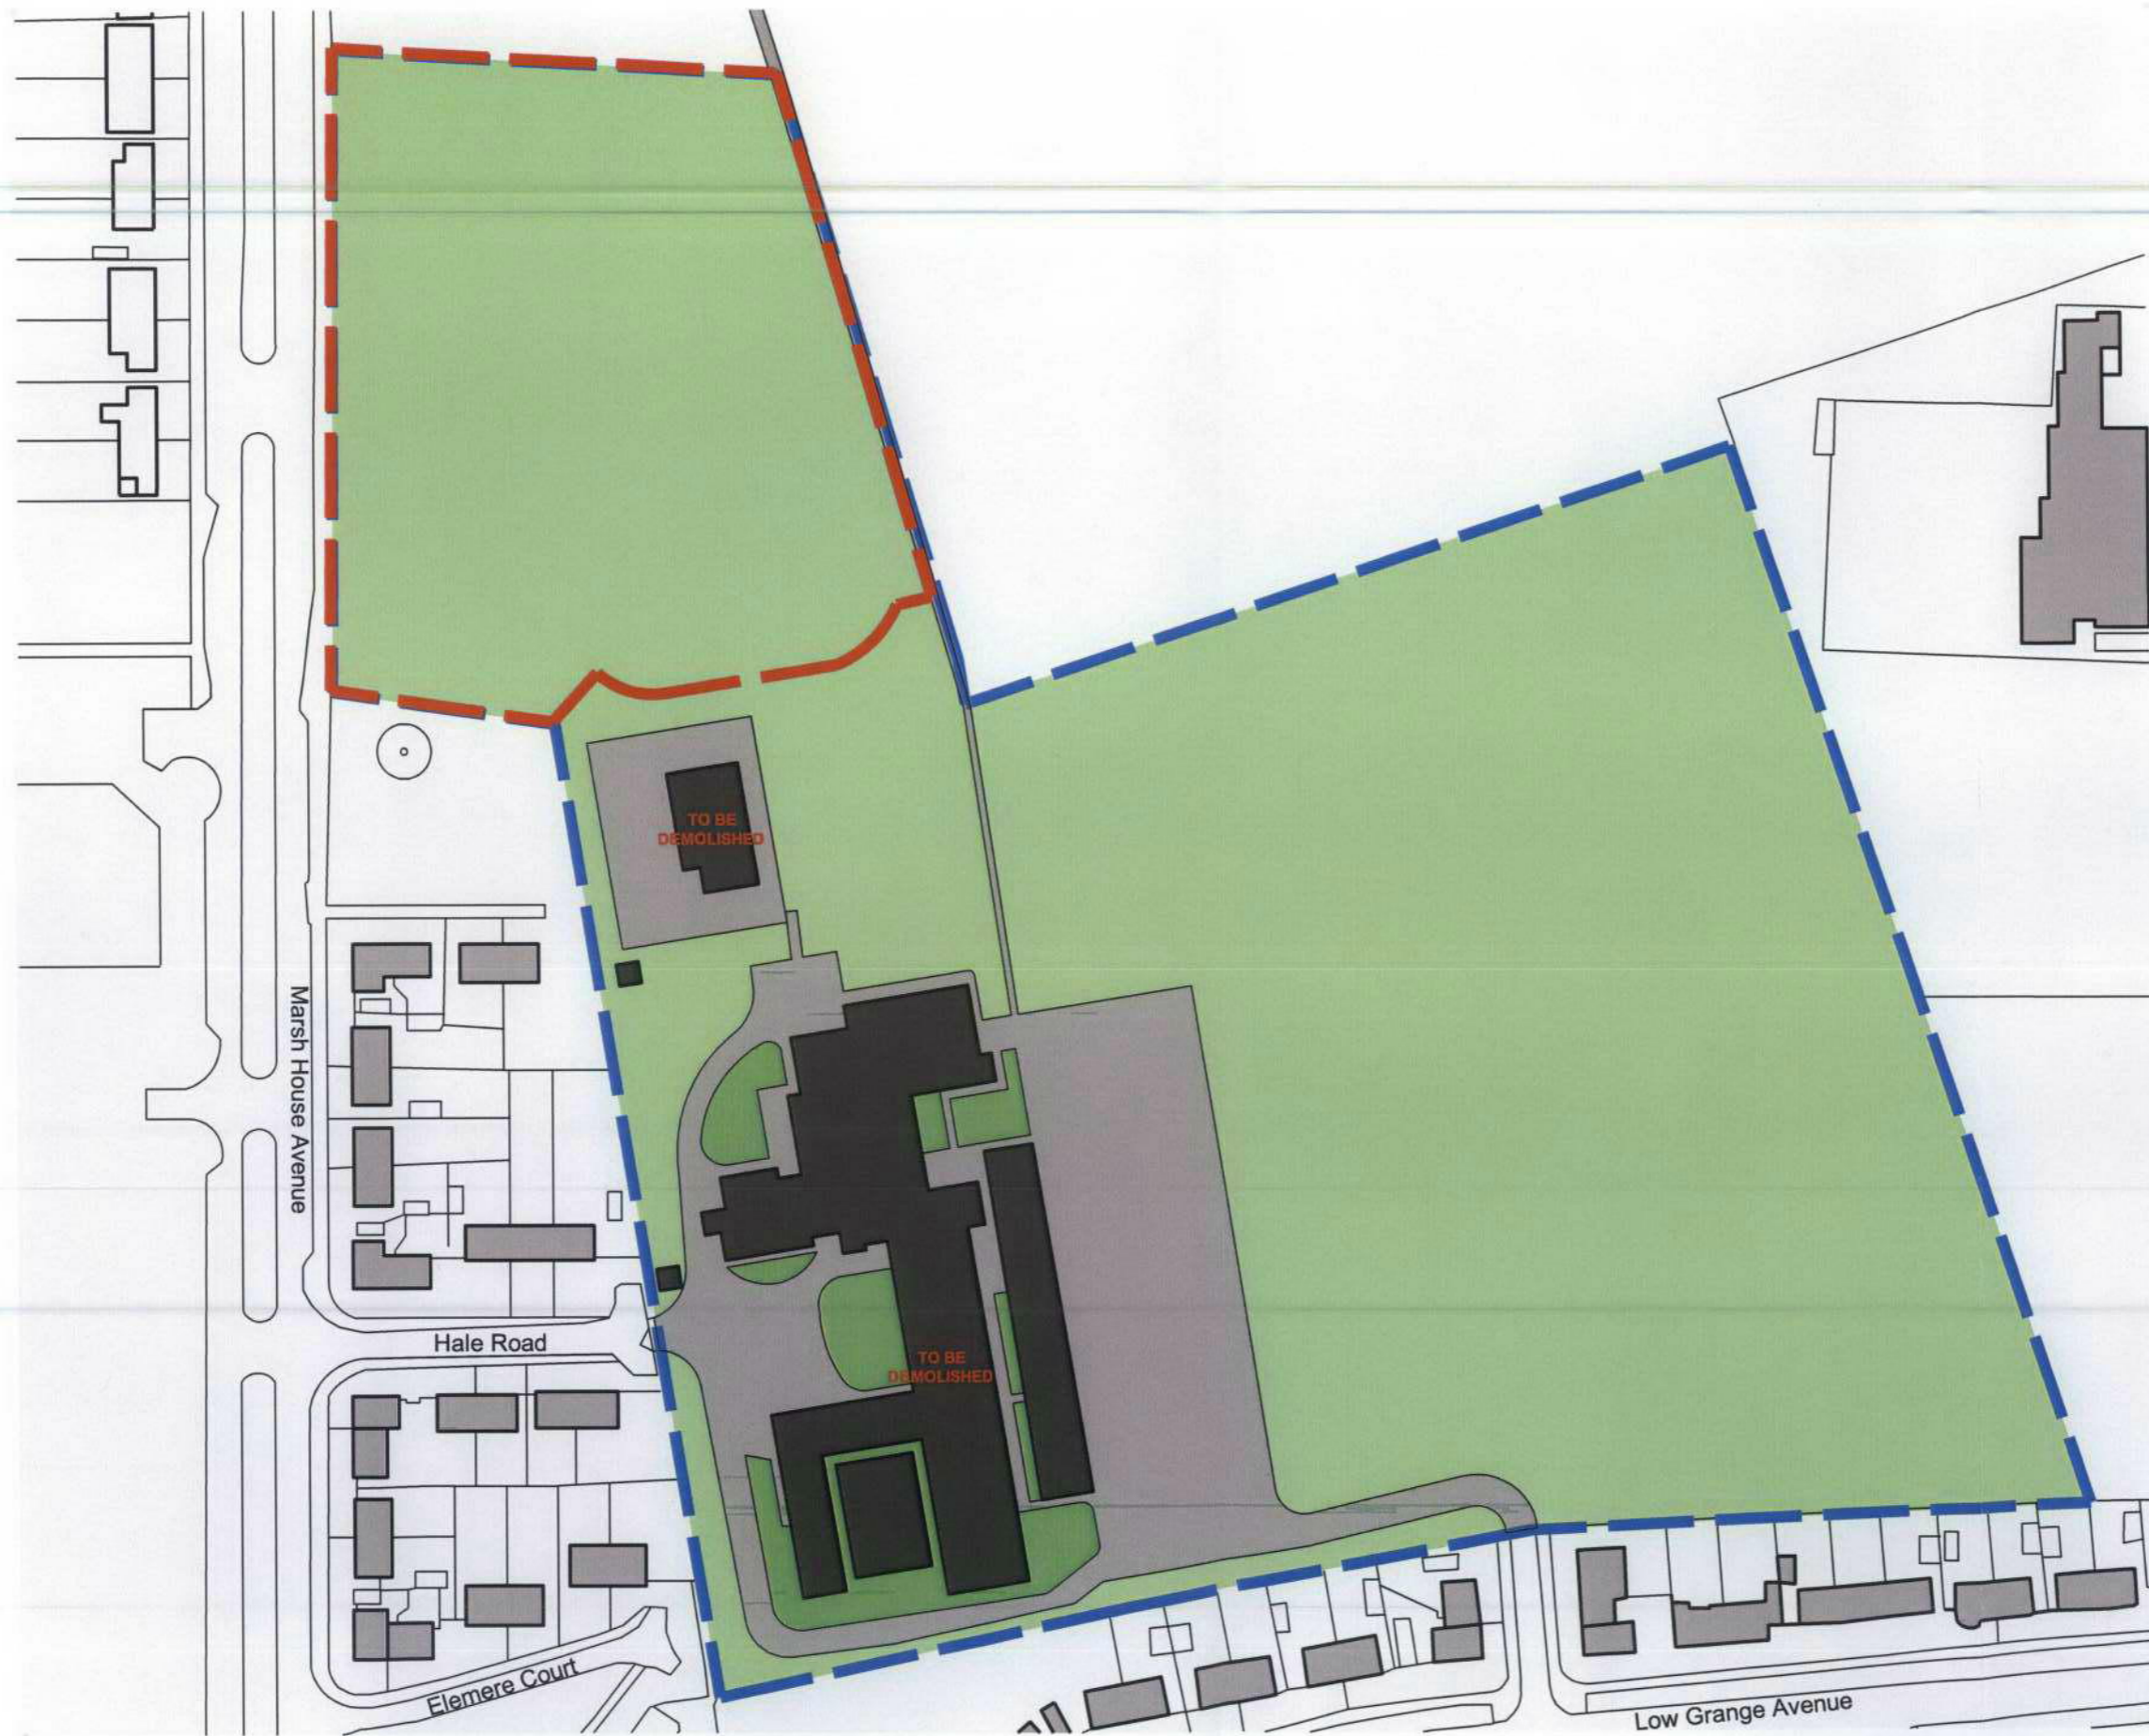 TO BE
DEMOLISHED
Marsh House Avenue
Hale Road
TO BE
DEMOLISHED
Elemere Court
Low Grange Avenue